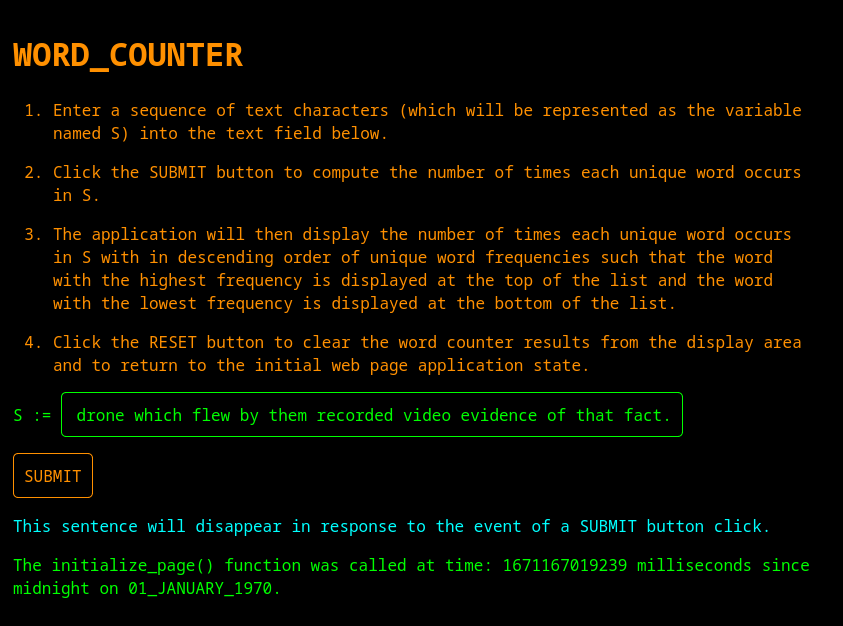 WORD_COUNTER
1. Enter a sequence of text characters (which will be represented as the variable
named S) into the text field below.
2. Click the SUBMIT button to compute the number of times each unique word occurs
in S.
3. The application will then display the number of times each unique word occurs
in S with in descending order of unique word frequencies such that the word
with the highest frequency is displayed at the top of the list and the word
with the lowest frequency is displayed at the bottom of the list.
4. Click the RESET button to clear the word counter results from the display area
and to return to the initial web page application state.
S := drone which flew by them recorded video evidence of that fact.
SUBMIT
This sentence will disappear in response to the event of a SUBMIT button click.
The initialize_page() function was called at time: 1671167019239 milliseconds since
midnight on 01_JANUARY_1970.